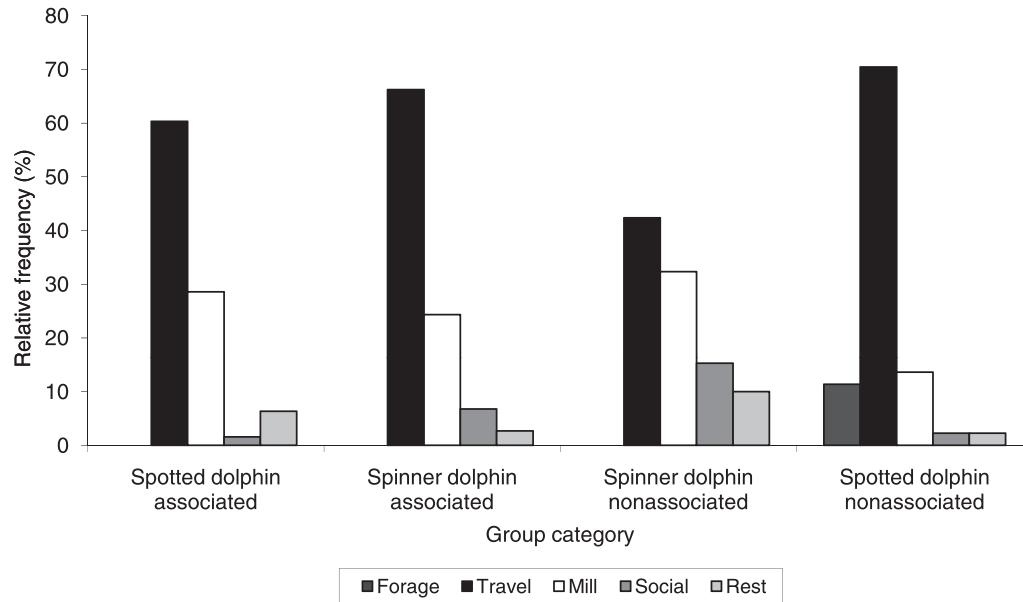 80
70
60
50
40
30
20
10
0
Relative frequency (%)
Spotted dolphin
associated
Spinner dolphin
associated
Spinner dolphin
nonassociated
Spotted dolphin
nonassociated
Group category
Forage Travel Mill Social Rest